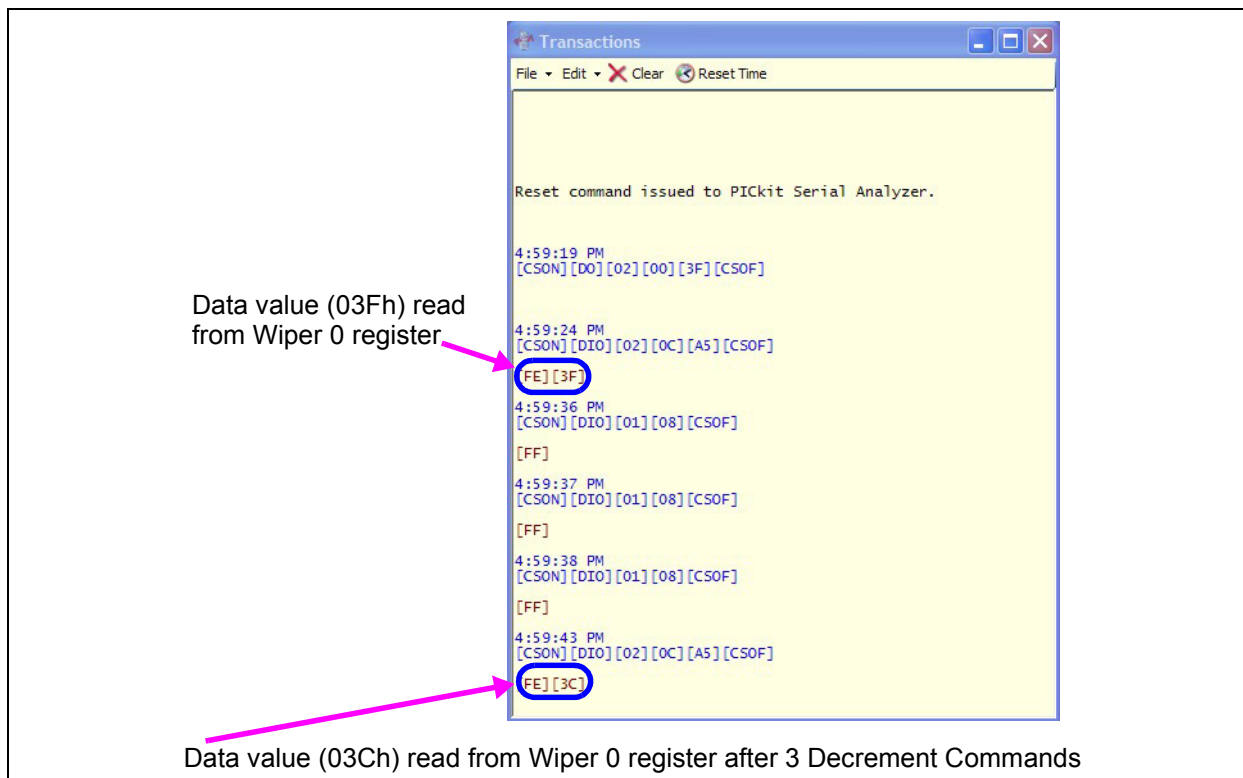 Transactions
File Edit Clear Reset Time
Reset command issued to PICkit Serial Analyzer.
4:59:19 PM
[CSON][DO][02][00][3F][CSOF]
Data value (03Fh) read
from Wiper 0 register
4:59:24 PM
[CSON][DIO][02][0C][A5][CSOF]
[FE][3F]
4:59:36 PM
[CSON][DIO][01][08][CSOF]
[FF]
4:59:37 PM
[CSON][DIO][01][08][CSOF]
[FF]
4:59:38 PM
[CSON][DIO][01][08][CSOF]
[FF]
4:59:43 PM
[CSON][DIO][02][0C][A5][CSOF]
[FE][3C]
Data value (03Ch) read from Wiper 0 register after 3 Decrement Commands